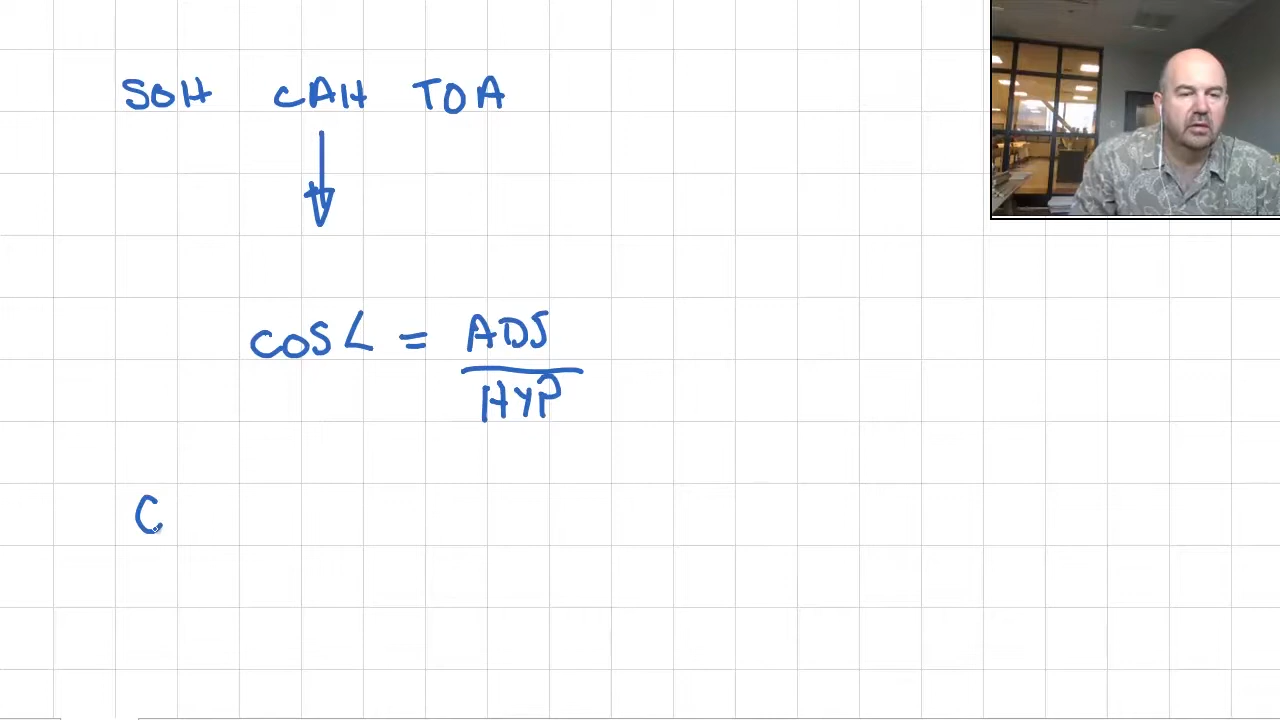 SOH CAH TOA
COS∠ = ADJ
HYP
C